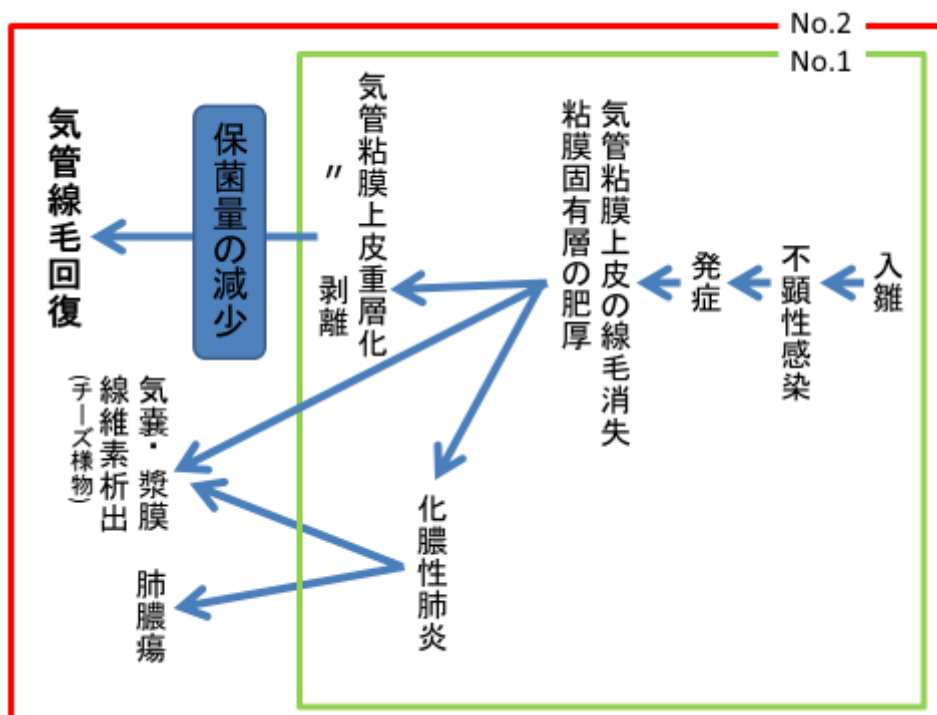 No.2
No.1
入雛
不顕性感染
発症
気管粘膜上皮の線毛消失
粘膜固有層の肥厚
気管粘膜上皮重層化
〃 剥離
化膿性肺炎
保菌量の減少
気管線毛回復
気嚢・漿膜
線維素析出
(チーズ様物)
肺膿瘍